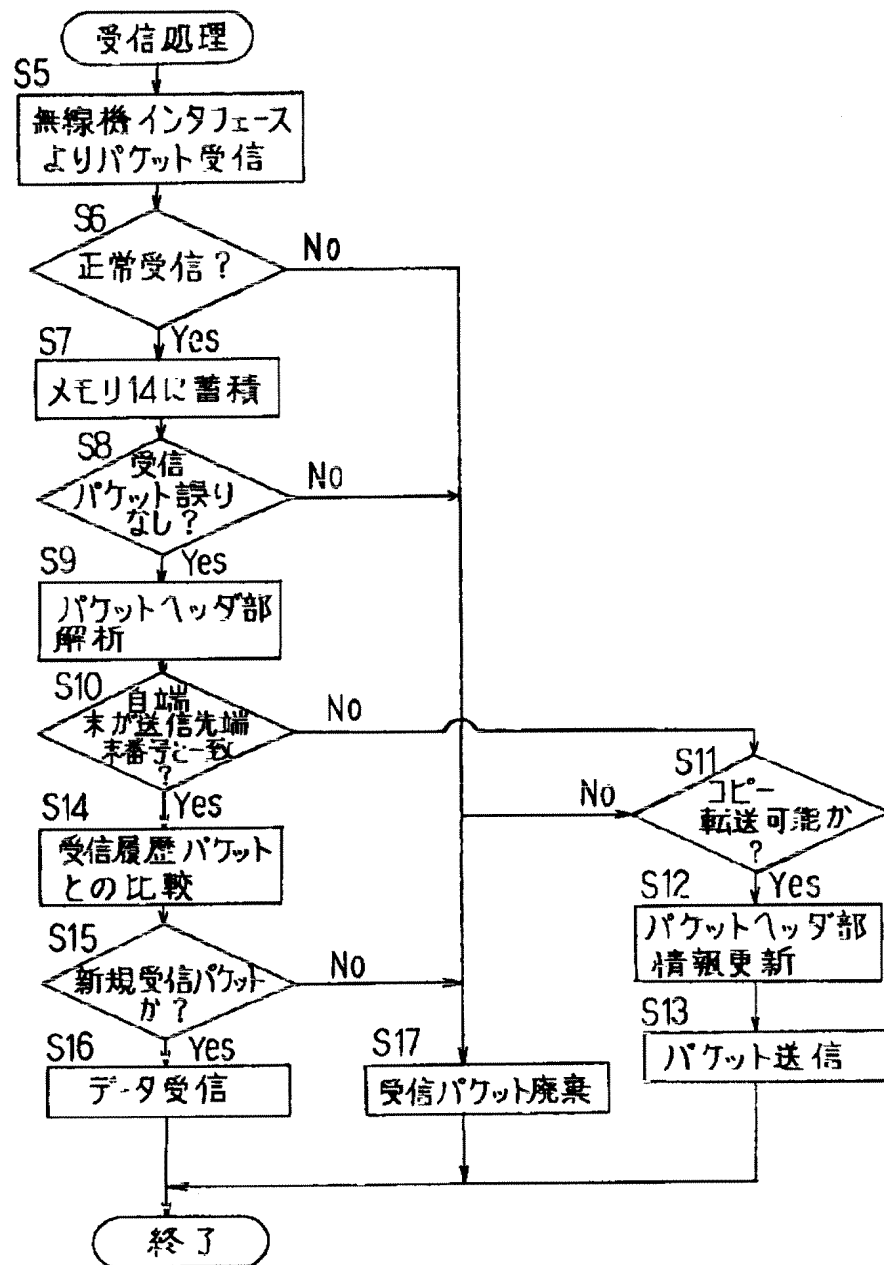 受信処理
S5
無線機インタフェース
よりパケット受信
S6
正常受信?
No
Yes
S7
メモリ14に蓄積
S8
受信
パケット誤り
なし?
No
Yes
S9
パケットヘッダ部
解析
S10
自端
末が送信先端
末番号と一致
?
No
Yes
S11
コピー
転送可能か
?
No
Yes
S12
パケットヘッダ部
情報更新
S13
パケット送信
S14
受信履歴パケット
との比較
S15
新規受信パケット
か?
No
Yes
S16
データ受信
S17
受信パケット廃棄
終了